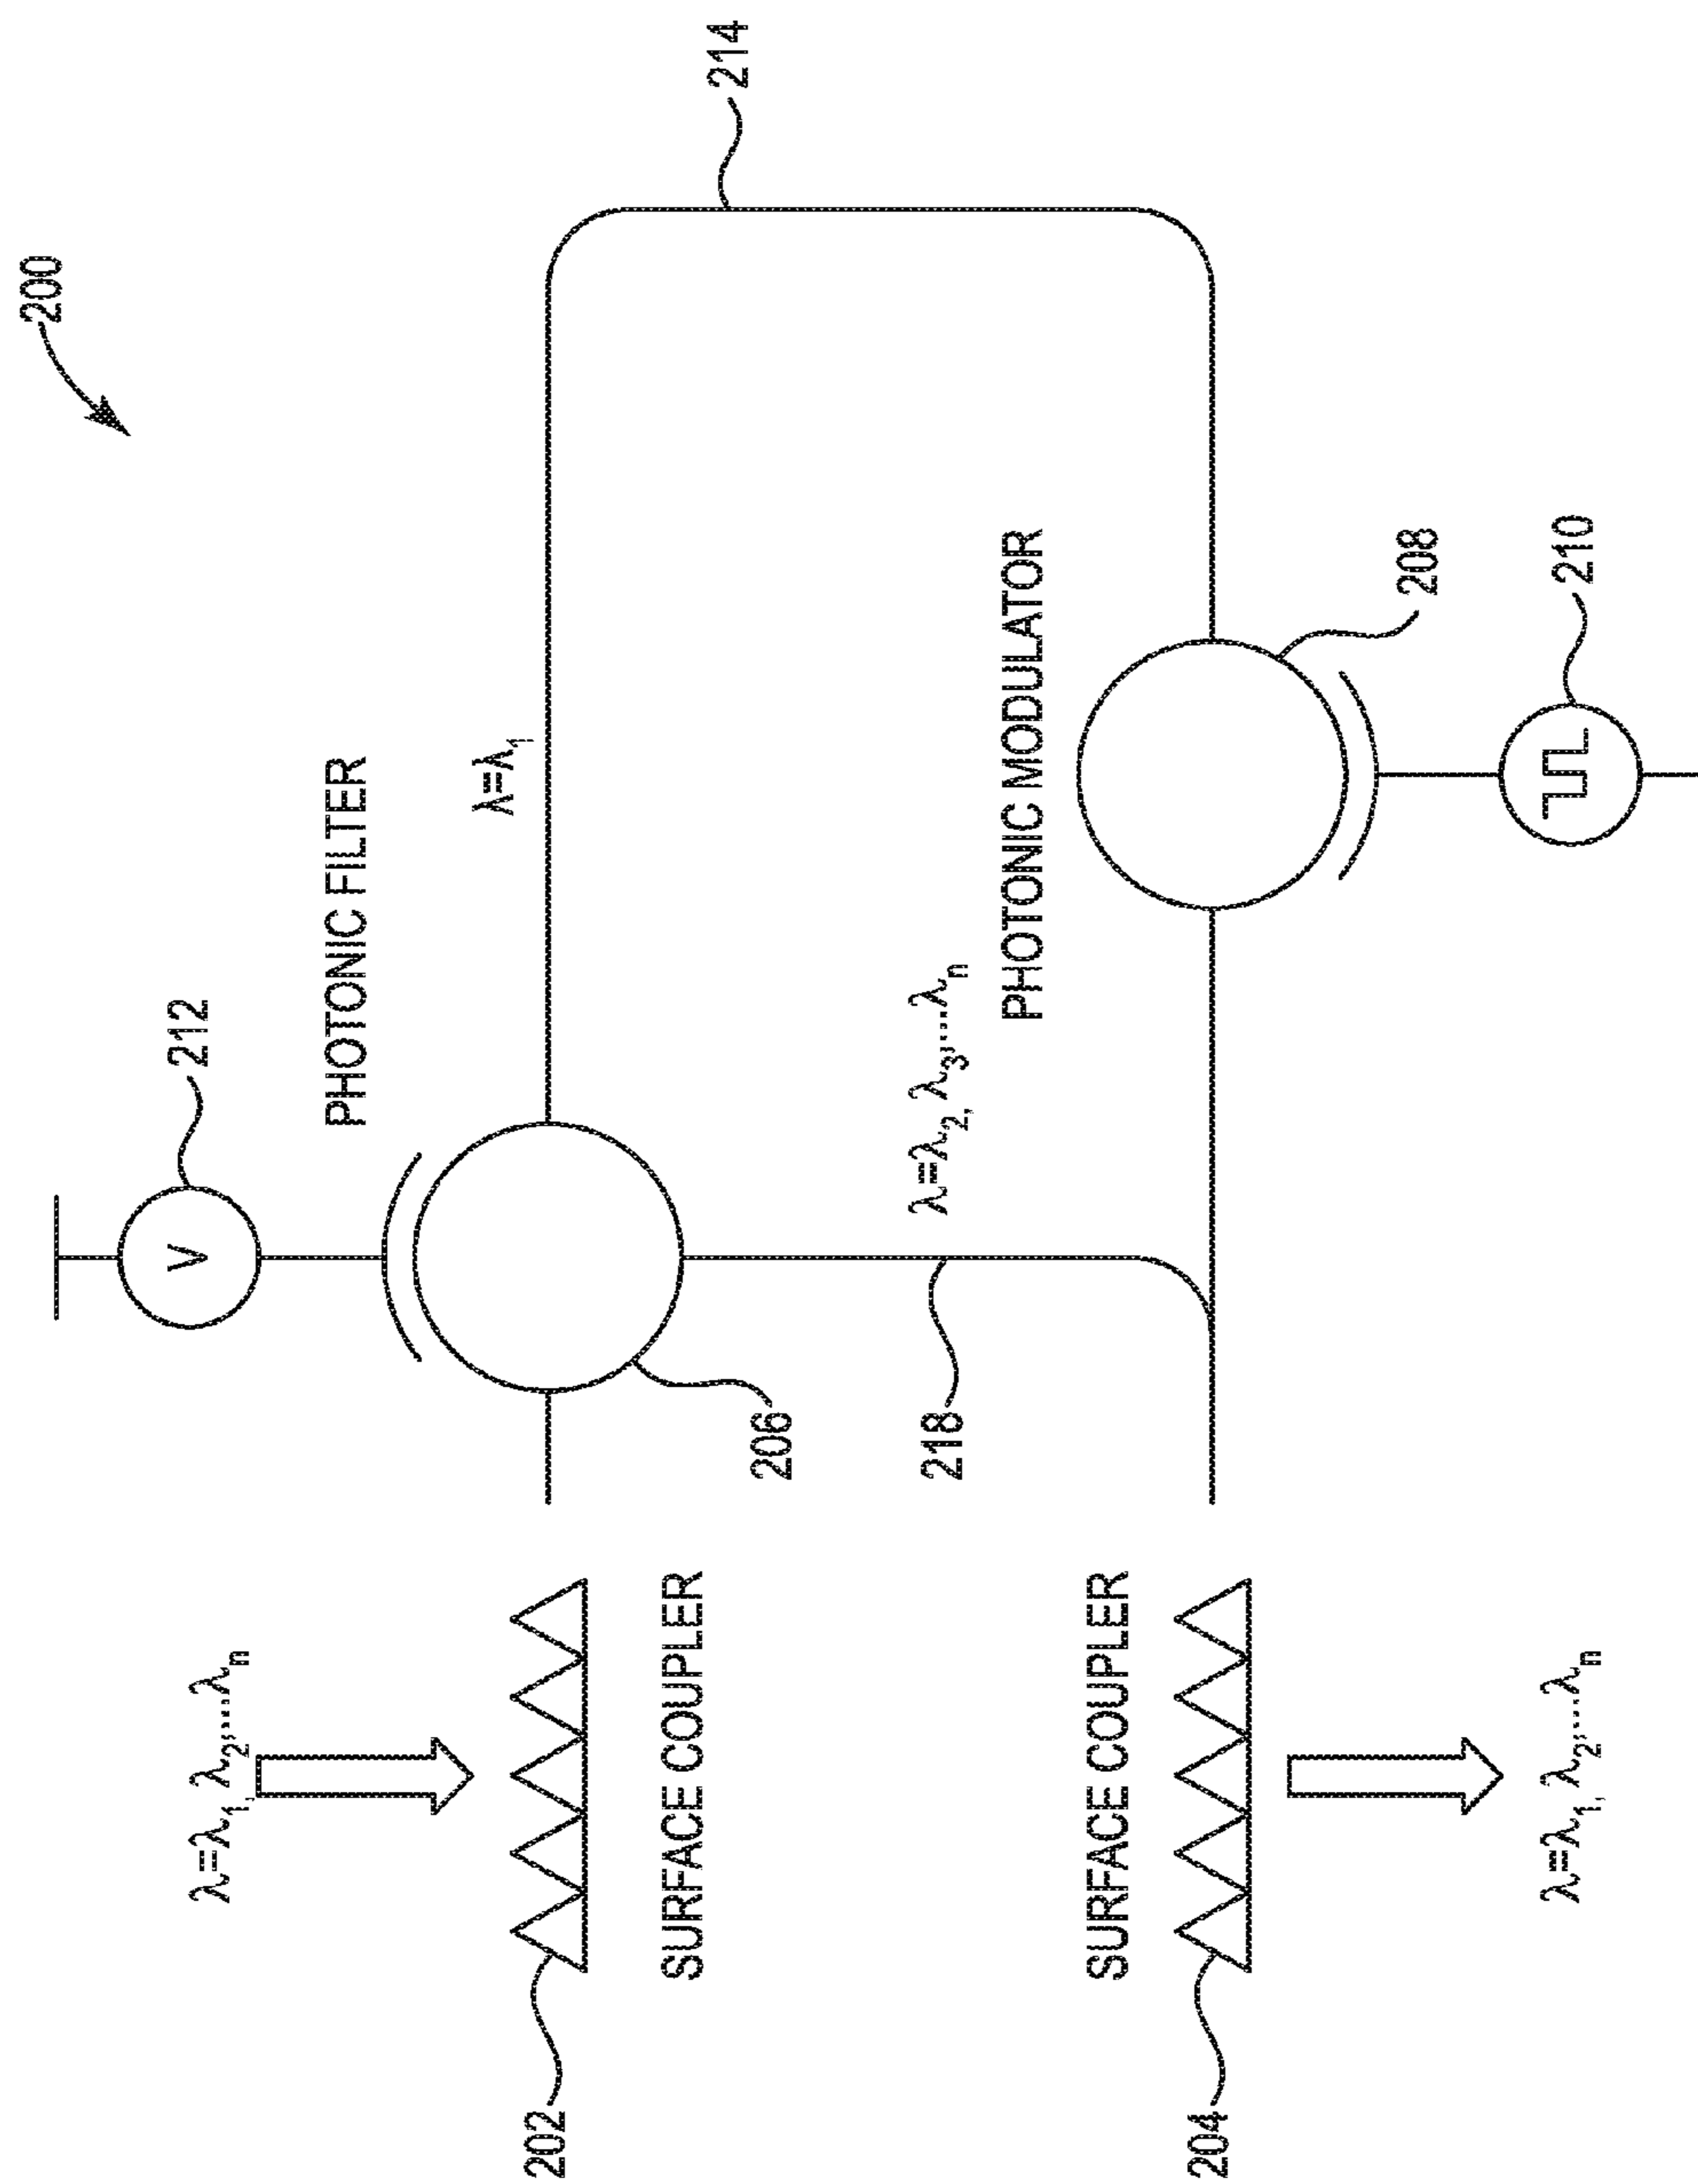 200
214
212
PHOTONIC FILTER
λ=λ1
λ=λ1, λ2,...λn
202
SURFACE COUPLER
206
218
λ=λ2, λ3,...λn
PHOTONIC MODULATOR
208
210
SURFACE COUPLER
204
λ=λ1, λ2,...λn
V